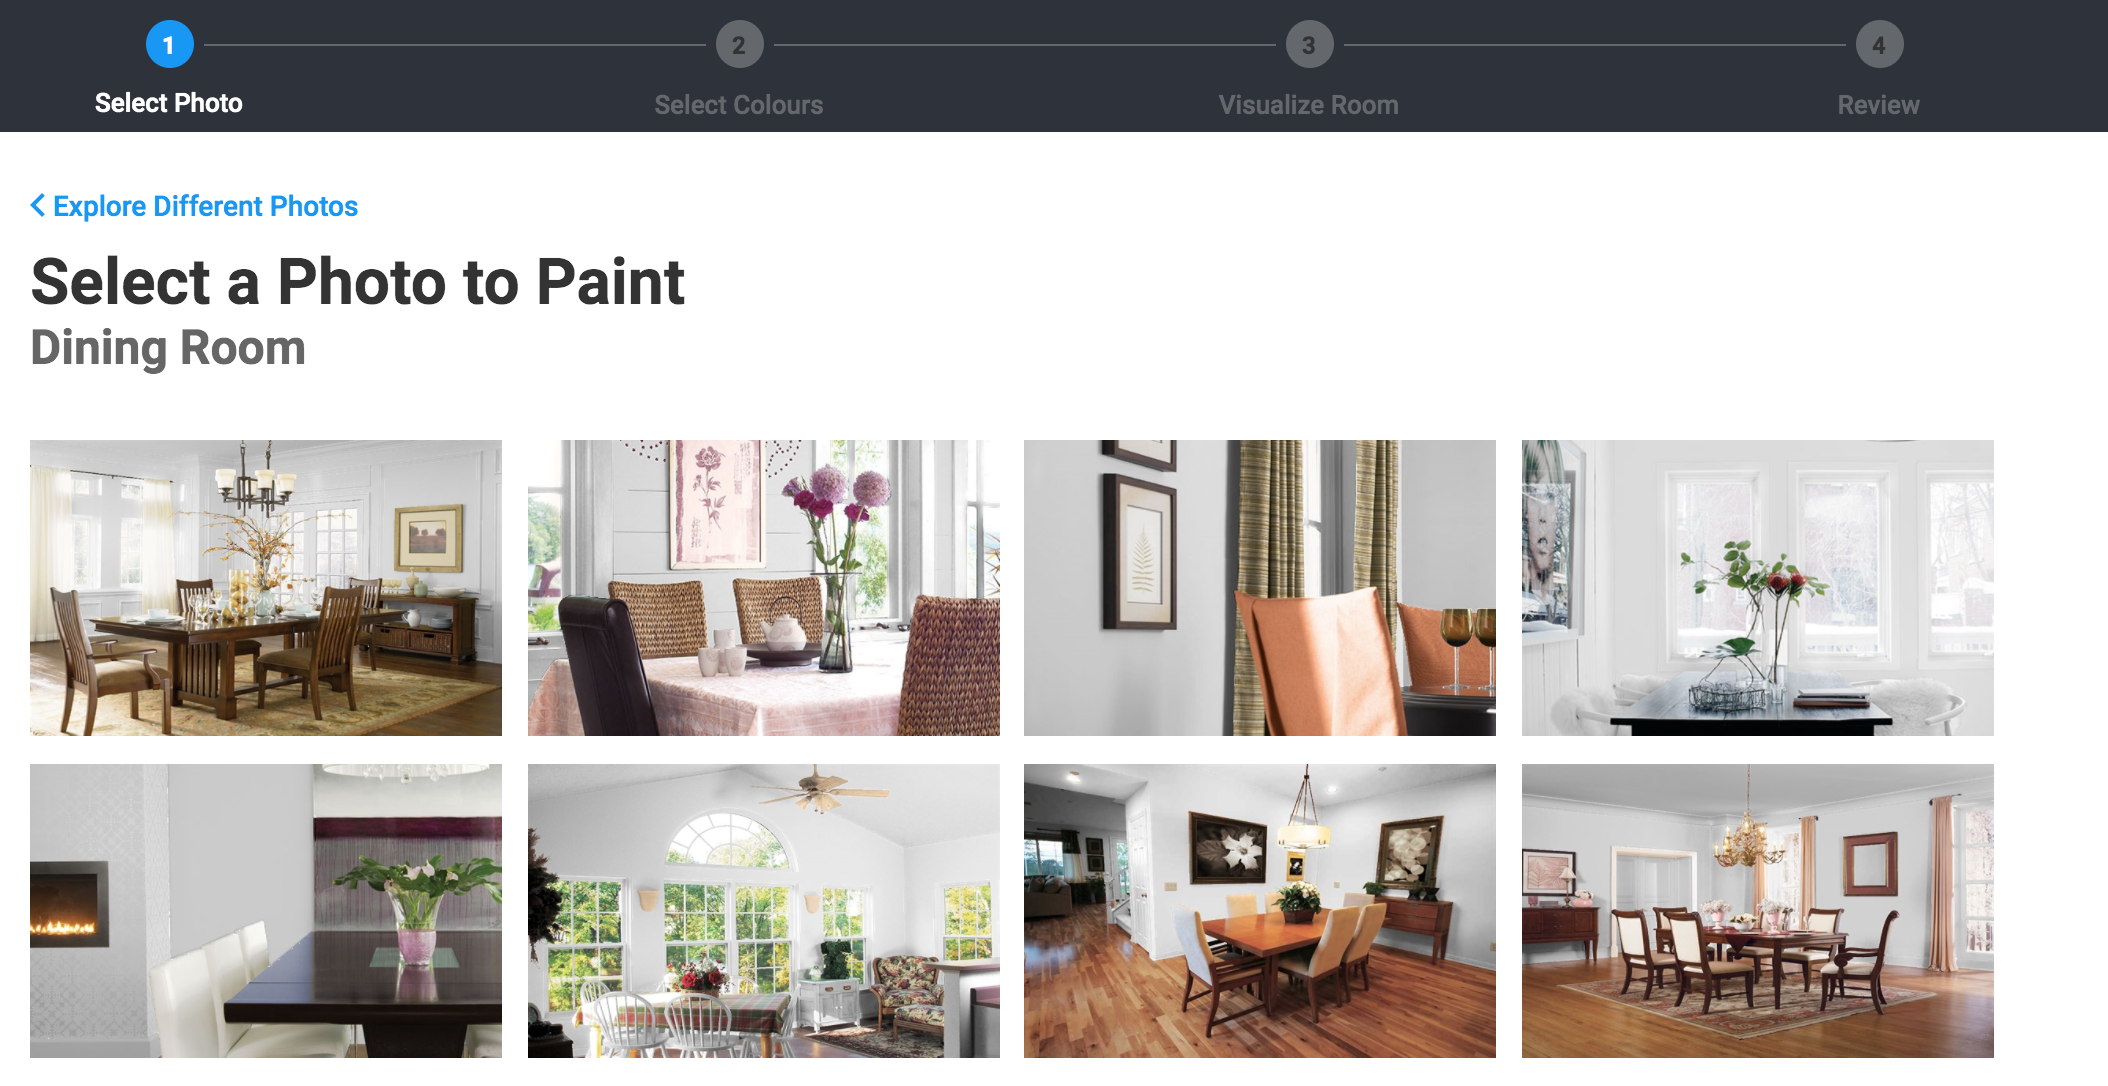 1
2
3
4
Select Photo
Select Colours
Visualize Room
Review
Explore Different Photos
Select a Photo to Paint
Dining Room